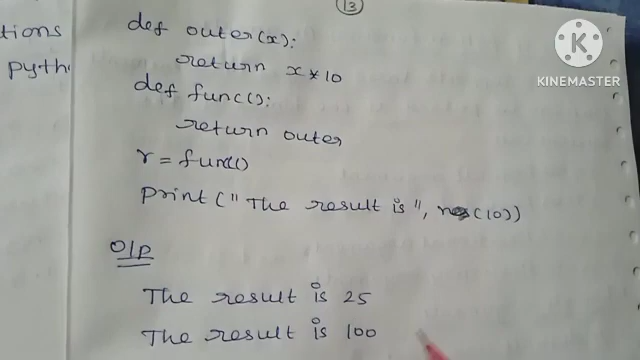 13
tions
pyth
def outer(x):
return x*10
def func():
return outer
r = func()
print("The result is", (10))
O/P
The result is 25
The result is 100
KINEMASTER